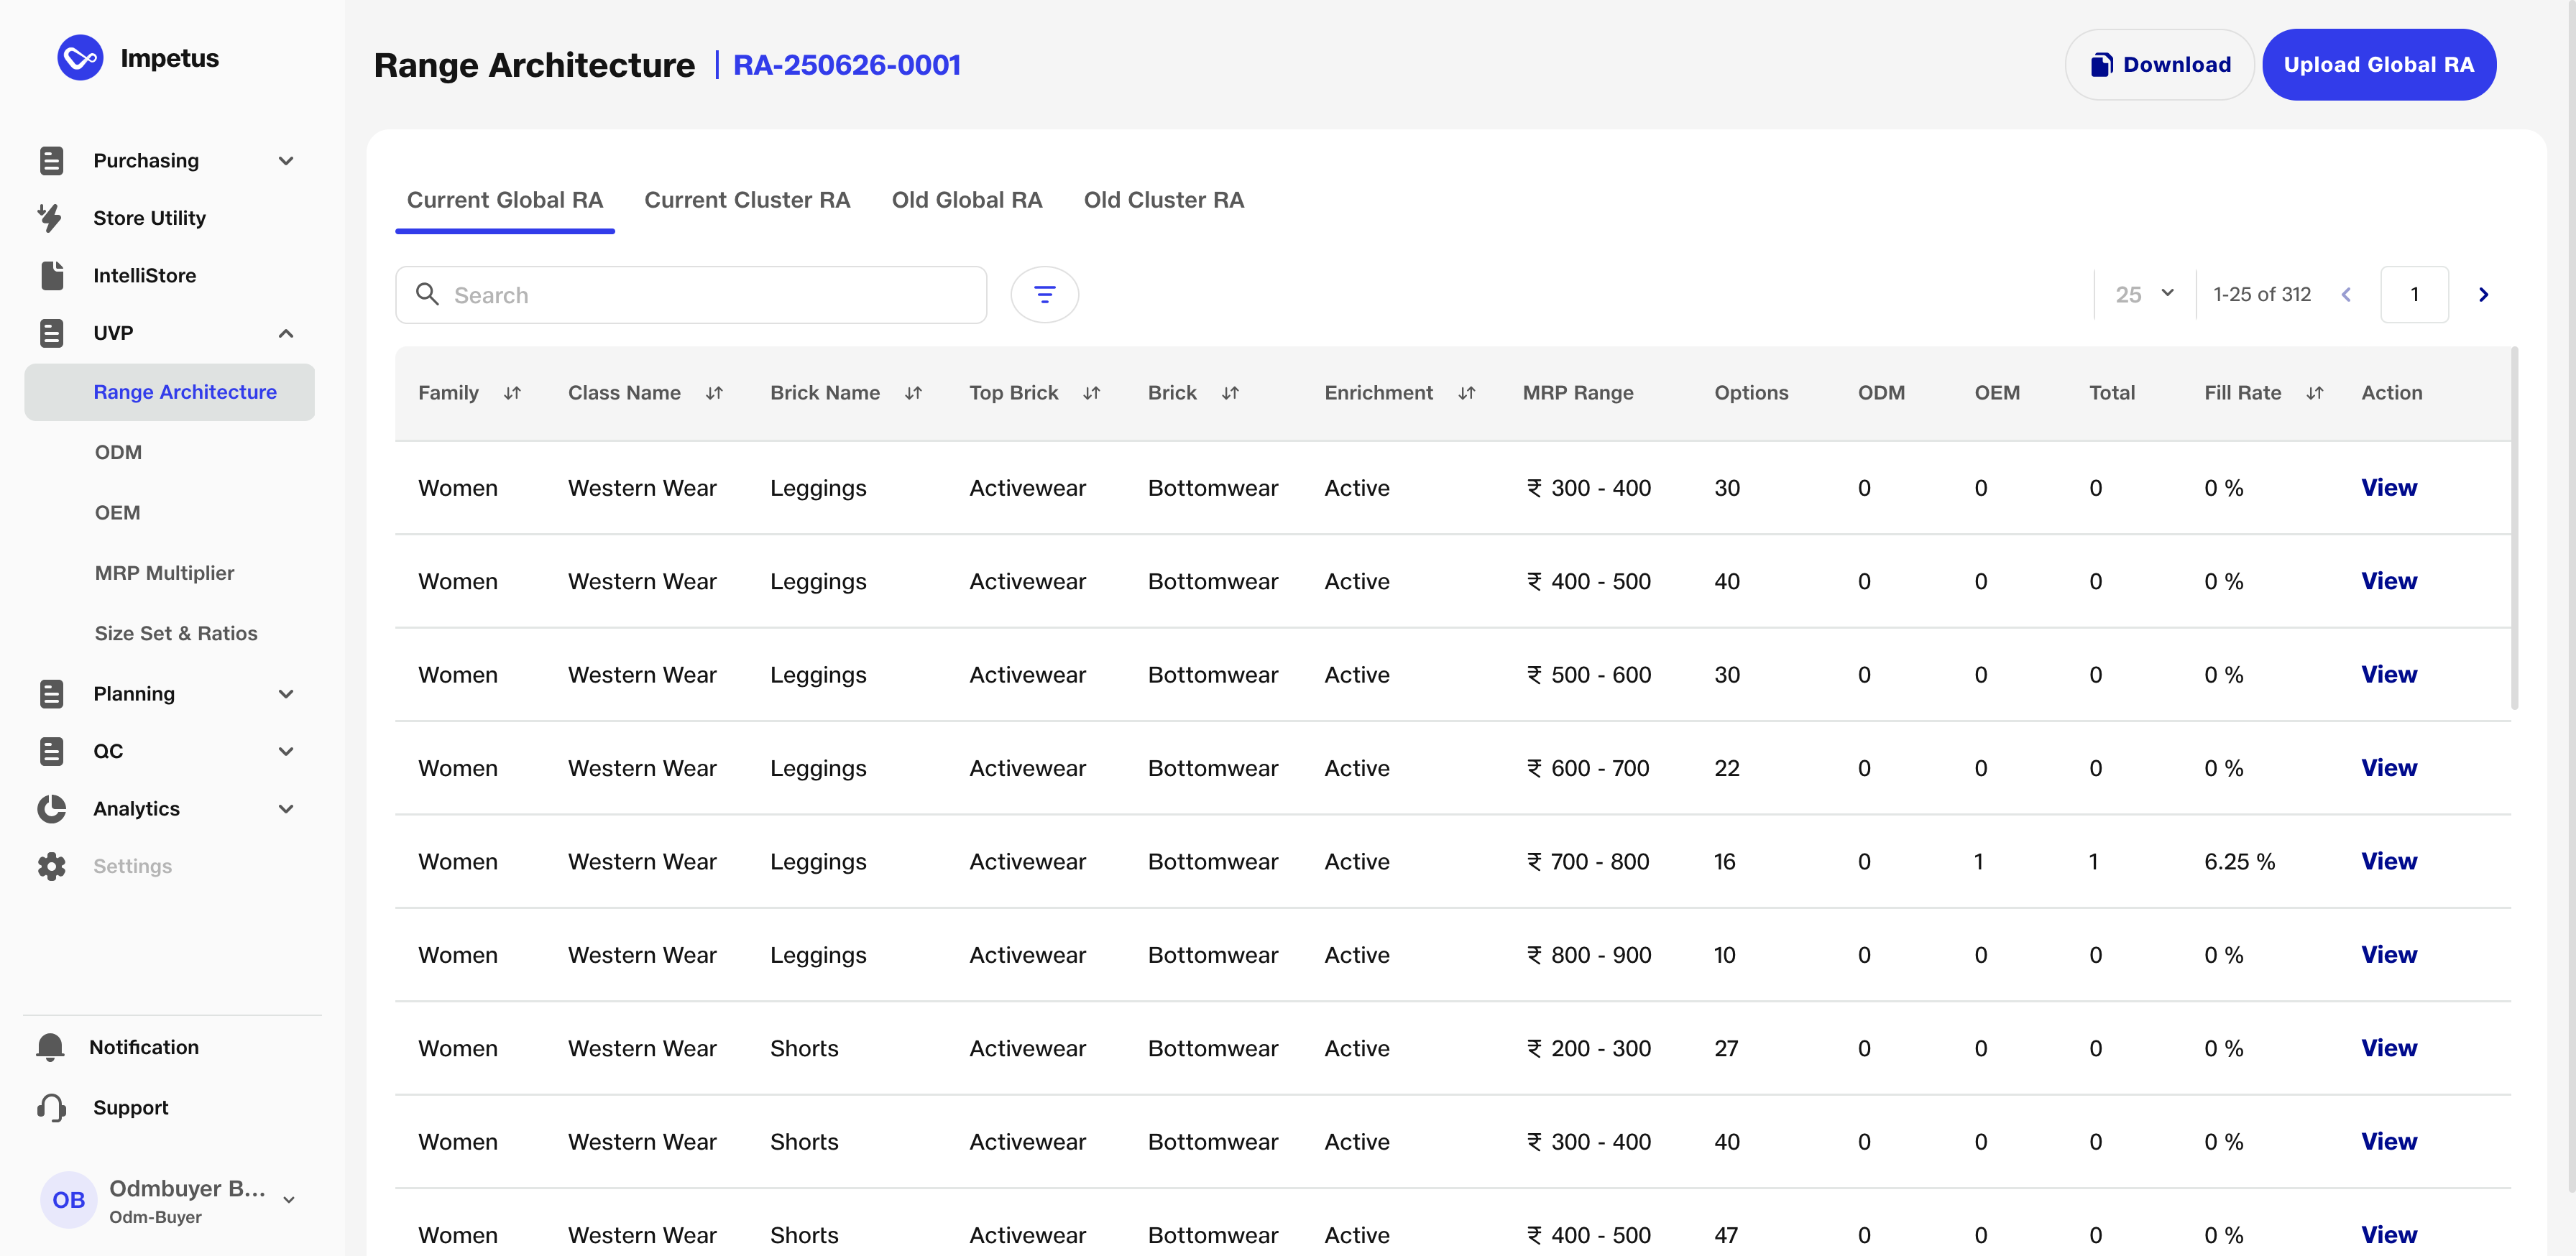 Impetus
Purchasing
Store Utility
IntelliStore
UVP
Range Architecture
ODM
OEM
MRP Multiplier
Size Set & Ratios
Planning
QC
Analytics
Settings
Notification
Support
OB
Odmbuyer B...
Odm-Buyer
Range Architecture | RA-250626-0001
Download
Upload Global RA
Current Global RA Current Cluster RA Old Global RA Old Cluster RA
Search
25 1-25 of 312 1
Family Class Name Brick Name Top Brick Brick Enrichment MRP Range Options ODM OEM Total Fill Rate Action
Women Western Wear Leggings Activewear Bottomwear Active ₹ 300 - 400 30 0 0 0 0 % View
Women Western Wear Leggings Activewear Bottomwear Active ₹ 400 - 500 40 0 0 0 0 % View
Women Western Wear Leggings Activewear Bottomwear Active ₹ 500 - 600 30 0 0 0 0 % View
Women Western Wear Leggings Activewear Bottomwear Active ₹ 600 - 700 22 0 0 0 0 % View
Women Western Wear Leggings Activewear Bottomwear Active ₹ 700 - 800 16 0 1 1 6.25 % View
Women Western Wear Leggings Activewear Bottomwear Active ₹ 800 - 900 10 0 0 0 0 % View
Women Western Wear Shorts Activewear Bottomwear Active ₹ 200 - 300 27 0 0 0 0 % View
Women Western Wear Shorts Activewear Bottomwear Active ₹ 300 - 400 40 0 0 0 0 % View
Women Western Wear Shorts Activewear Bottomwear Active ₹ 400 - 500 47 0 0 0 0 % View